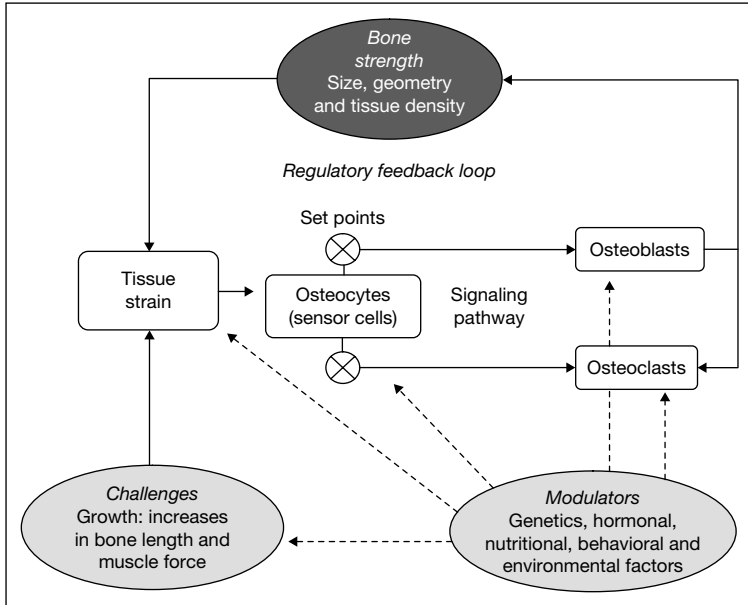 Bone
strength
Size, geometry
and tissue density
Regulatory feedback loop
Set points
Osteoblasts
Tissue
strain
Osteocytes
(sensor cells)
Signaling
pathway
Osteoclasts
Challenges
Growth: increases
in bone length and
muscle force
Modulators
Genetics, hormonal,
nutritional, behavioral and
environmental factors